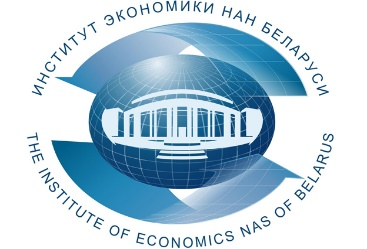 ИНСТИТУТ ЭКОНОМИКИ НАН БЕЛАРУСИ
THE INSTITUTE OF ECONOMICS NAS OF BELARUS